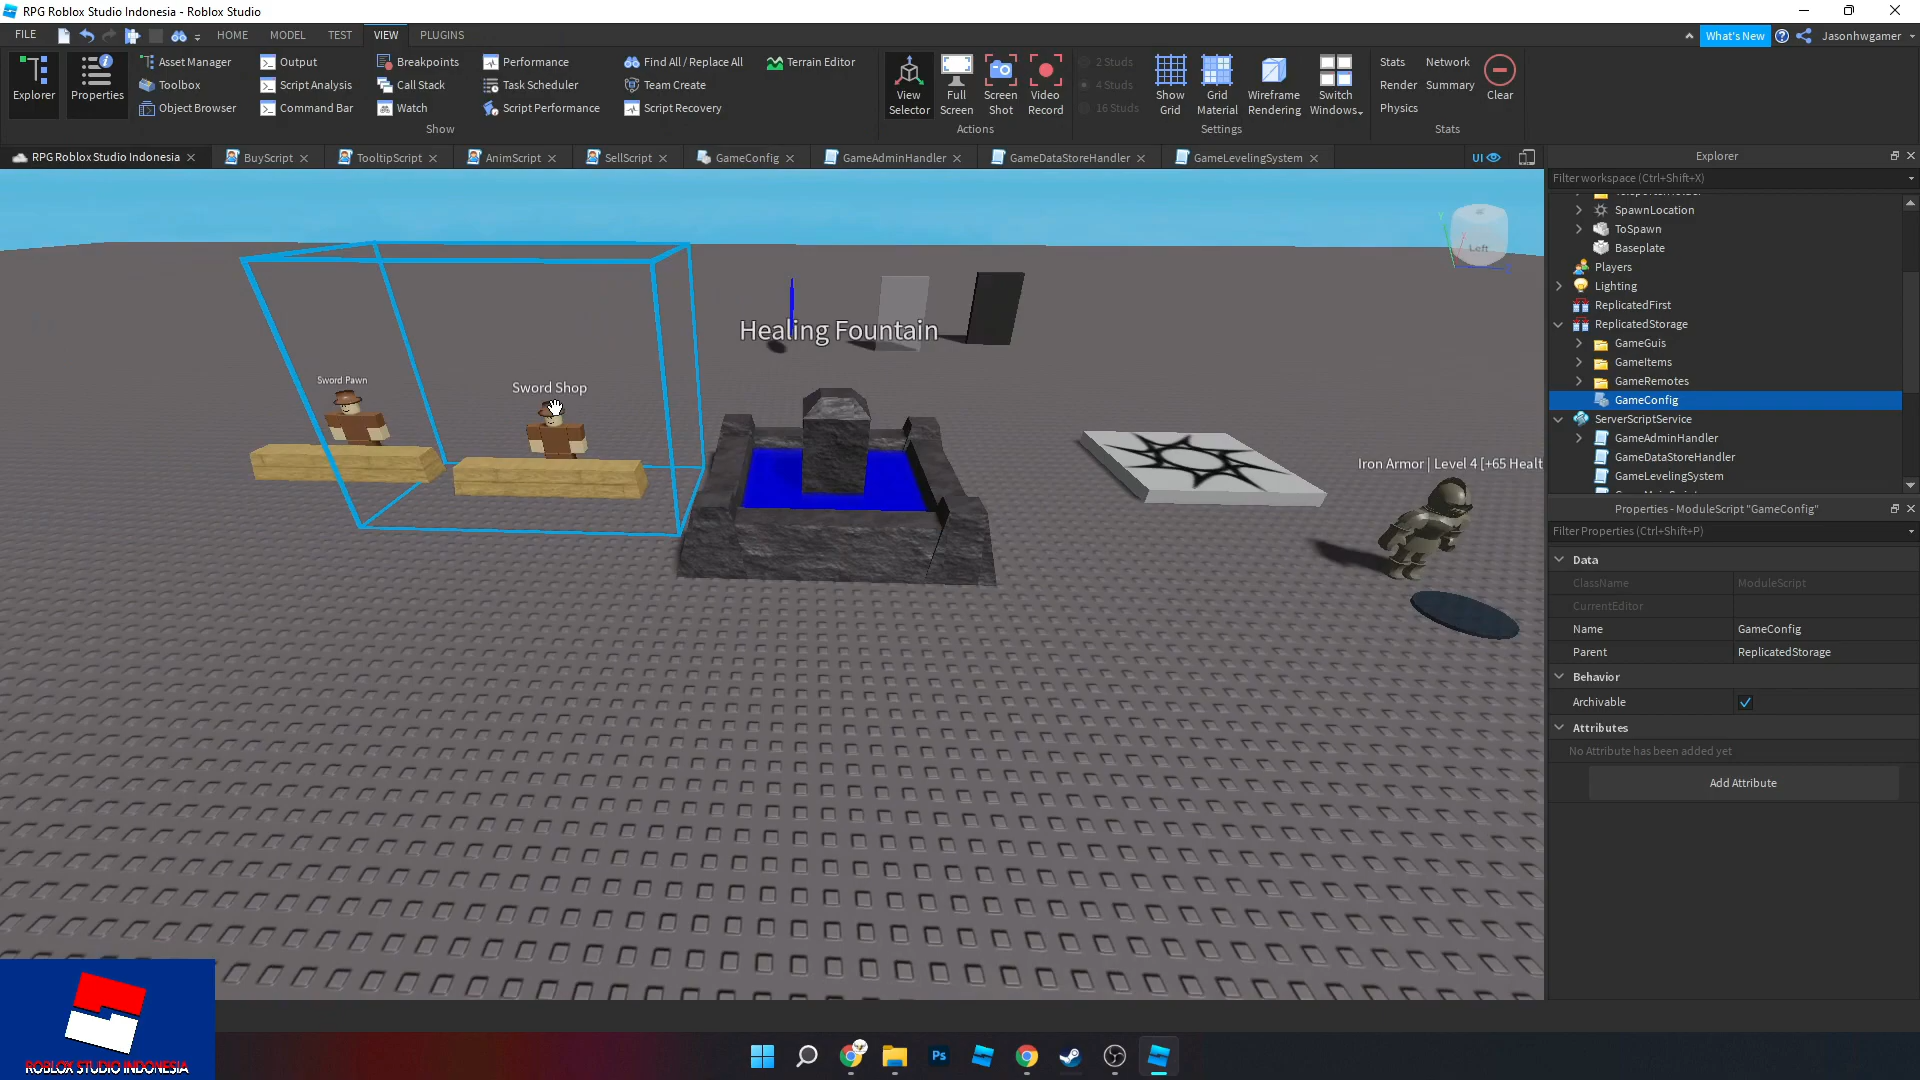 RPG Roblox Studio Indonesia - Roblox Studio
FILE
HOME
MODEL
TEST
VIEW
PLUGINS
What's New
Jasonhwgamer
Explorer
Properties
Asset Manager
Toolbox
Object Browser
Output
Script Analysis
Command Bar
Breakpoints
Call Stack
Watch
Performance
Task Scheduler
Script Performance
Find All / Replace All
Team Create
Script Recovery
Terrain Editor
Show
View Selector
Full Screen
Screen Shot
Video Record
Actions
2 Studs
4 Studs
16 Studs
Show Grid
Grid Material
Wireframe Rendering
Switch Windows
Settings
Stats
Render
Physics
Network
Summary
Clear
Stats
RPG Roblox Studio Indonesia
BuyScript
TooltipScript
AnimScript
SellScript
GameConfig
GameAdminHandler
GameDataStoreHandler
GameLevelingSystem
UI
Left
Healing Fountain
Sword Pawn
Sword Shop
Iron Armor | Level 4 [+65 Healt
Explorer
Filter workspace (Ctrl+Shift+X)
SpawnLocation
ToSpawn
Baseplate
Players
Lighting
ReplicatedFirst
ReplicatedStorage
GameGuis
GameItems
GameRemotes
GameConfig
ServerScriptService
GameAdminHandler
GameDataStoreHandler
GameLevelingSystem
Properties - ModuleScript "GameConfig"
Filter Properties (Ctrl+Shift+P)
Data
ClassName ModuleScript
CurrentEditor
Name GameConfig
Parent ReplicatedStorage
Behavior
Archivable
Attributes
No Attribute has been added yet
Add Attribute
ROBLOX STUDIO INDONESIA
Ps